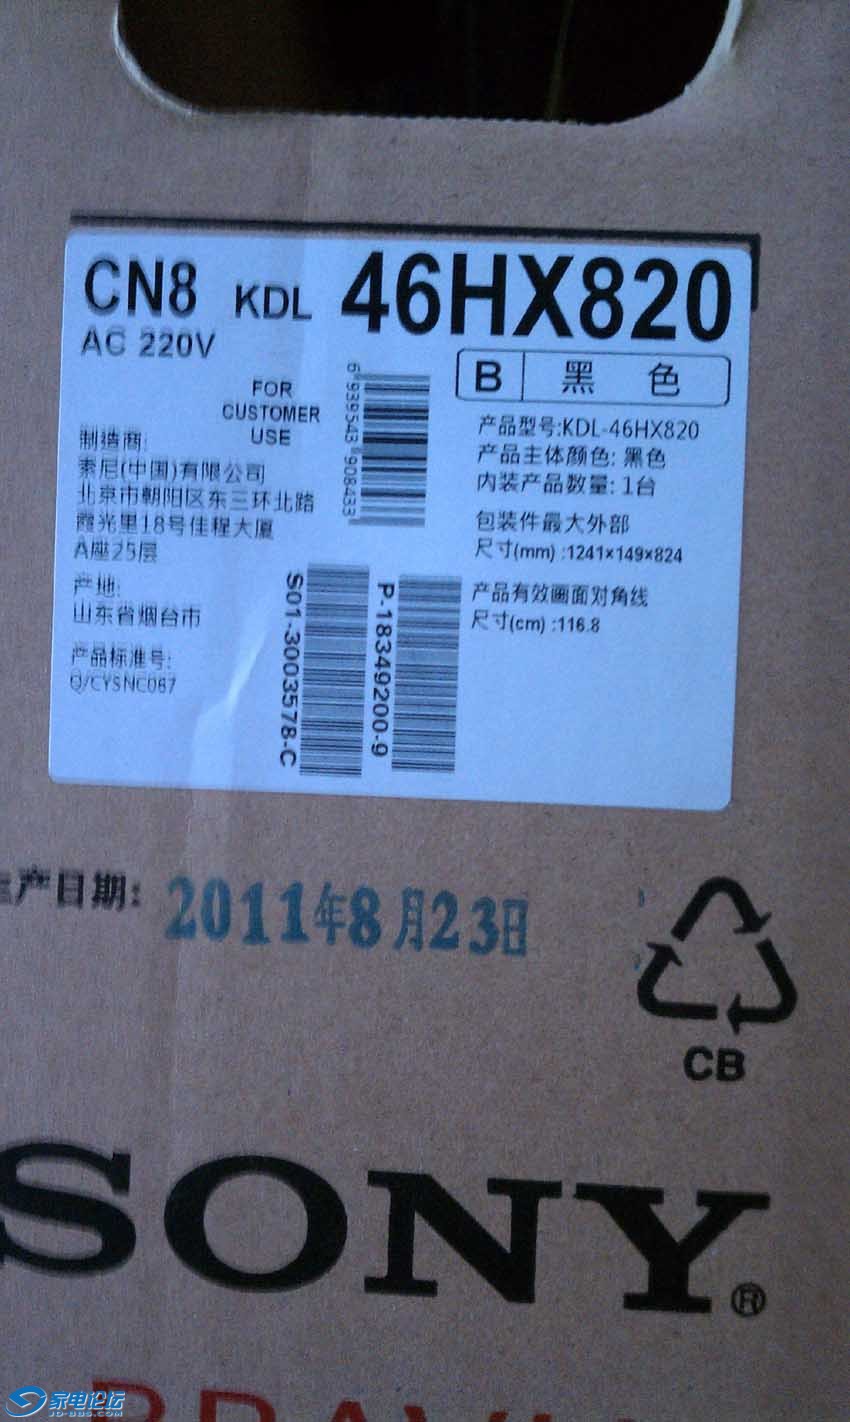 CN8 KDL 46HX820
AC 220V
B 黑 色
FOR
CUSTOMER
USE
6 939543 908433
制造商:
索尼(中国)有限公司
北京市朝阳区东三环北路
霞光里18号佳程大厦
A座25层
产地:
山东省烟台市
产品标准号:
Q/CYSNC067
产品型号:KDL-46HX820
产品主体颜色: 黑色
内装产品数量: 1台
包装件最大外部
尺寸(mm) :1241×149×824
产品有效画面对角线
尺寸(cm) :116.8
S01-3003578-C
P-18349200-9
生产日期: 2011年8月23日
CB
SONY®
BRAVI
家电论坛
JD-BBS.COM